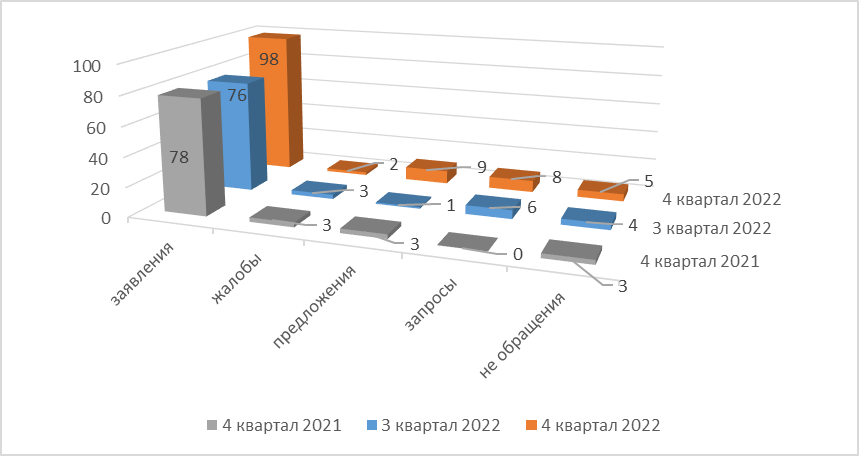 100
80
60
40
20
0
98
76
78
2
9
8
5
3
1
6
4
3
3
0
3
4 квартал 2022
3 квартал 2022
4 квартал 2021
заявления
жалобы
предложения
запросы
не обращения
4 квартал 2021 3 квартал 2022 4 квартал 2022